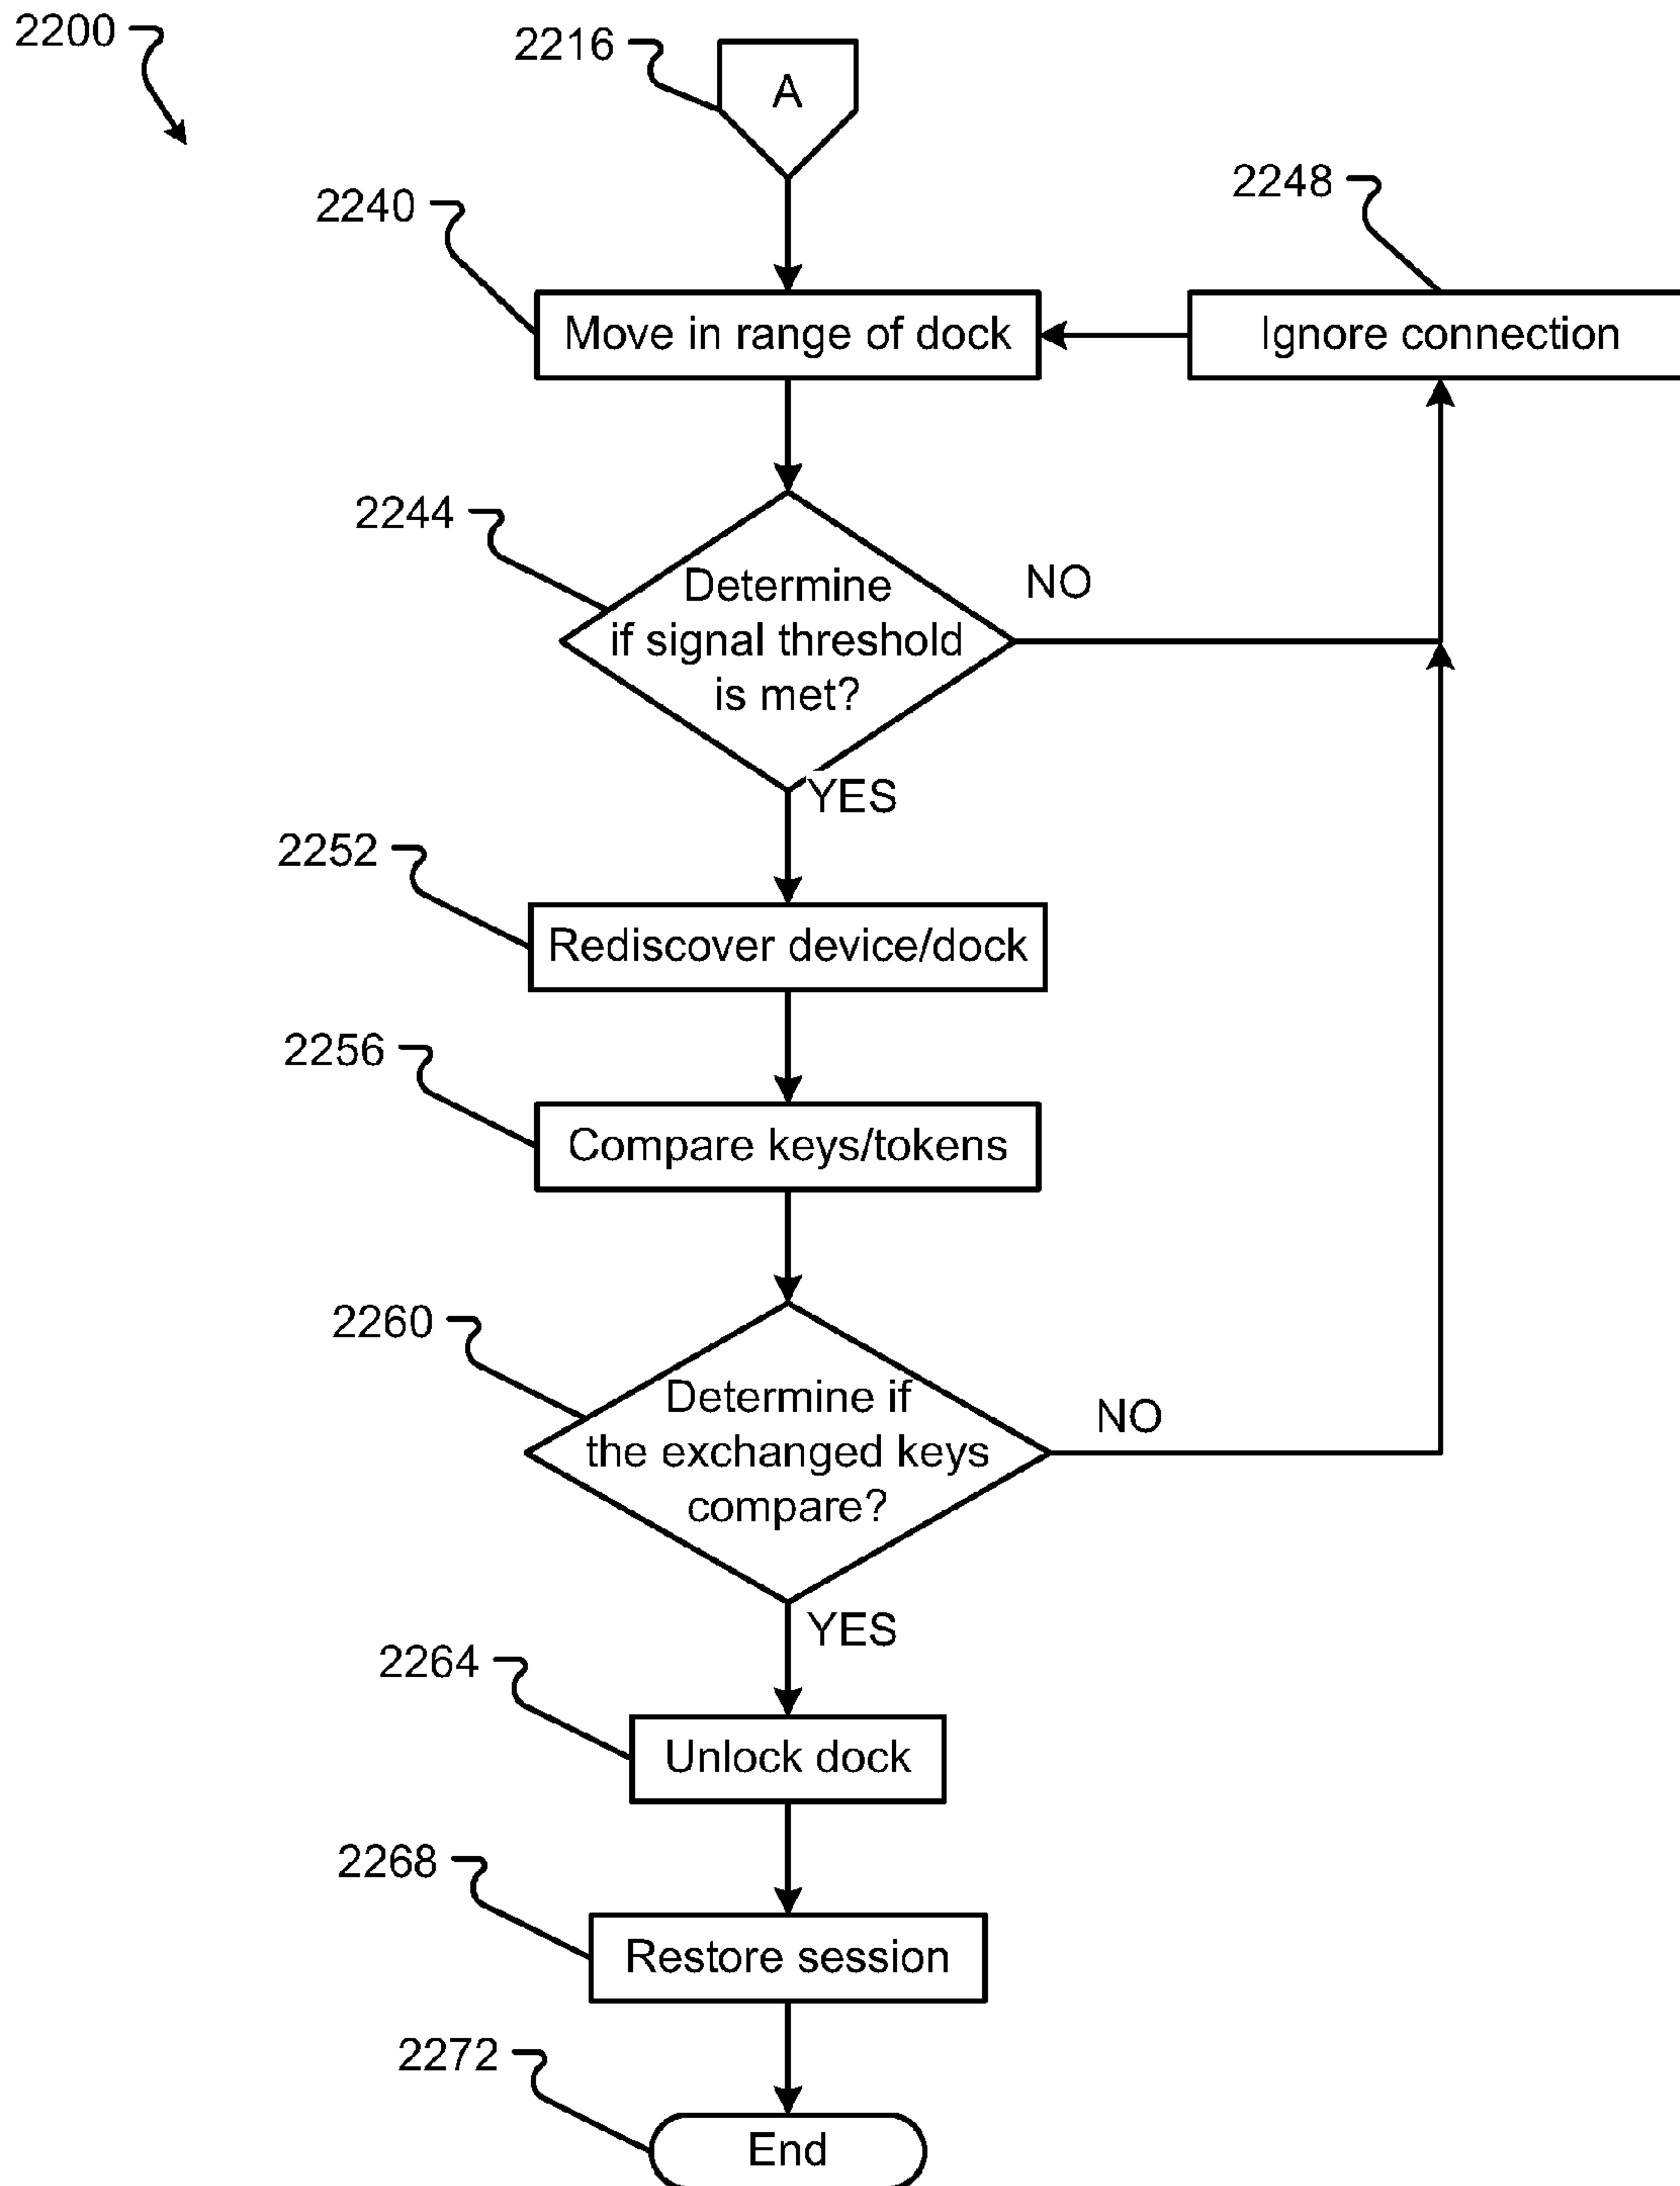 2200
2216
A
2240
2248
Move in range of dock
Ignore connection
2244
Determine
if signal threshold
is met?
NO
YES
2252
Rediscover device/dock
2256
Compare keys/tokens
2260
Determine if
the exchanged keys
compare?
NO
YES
2264
Unlock dock
2268
Restore session
2272
End